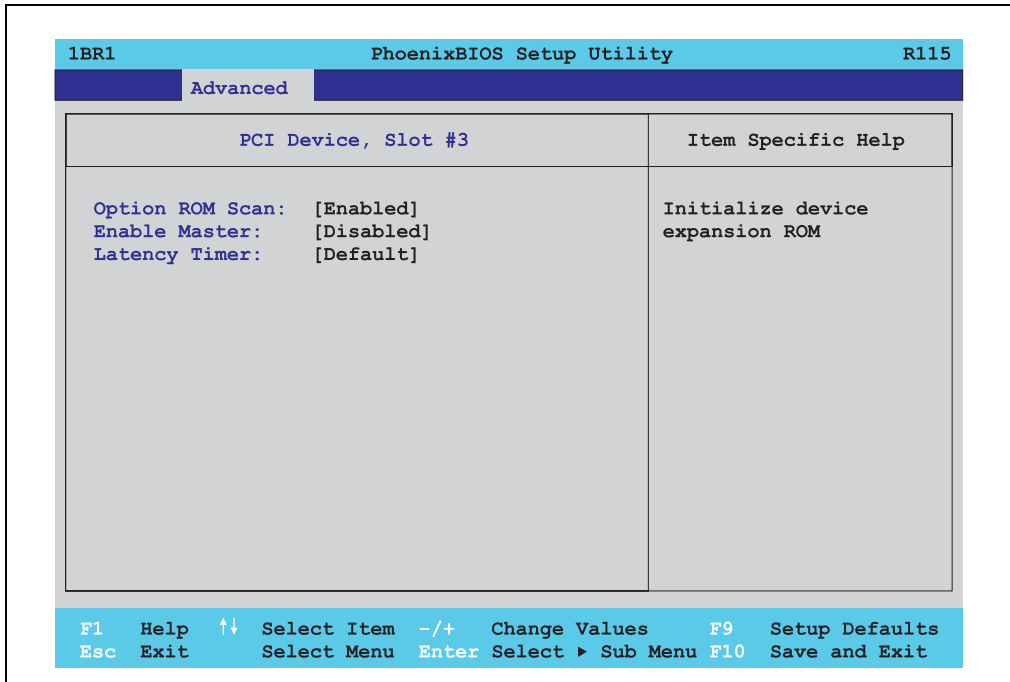 1BR1 PhoenixBIOS Setup Utility R115
Advanced
PCI Device, Slot #3 Item Specific Help
Option ROM Scan: [Enabled] Initialize device
Enable Master: [Disabled] expansion ROM
Latency Timer: [Default]
F1 Help ↑↓ Select Item -/+ Change Values F9 Setup Defaults
Esc Exit Select Menu Enter Select ▶ Sub Menu F10 Save and Exit